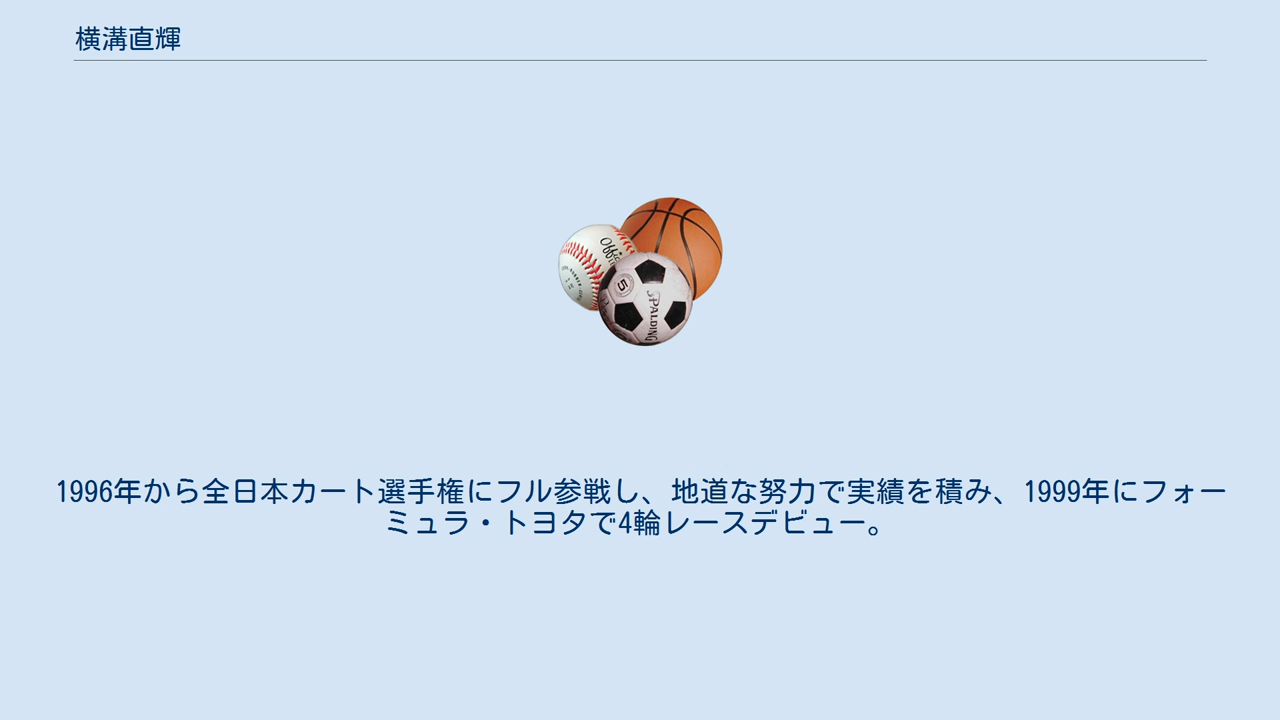 横溝直輝
Offici
5
SPALDING
1996年から全日本カート選手権にフル参戦し、地道な努力で実績を積み、1999年にフォー
ミュラ・トヨタで4輪レースデビュー。